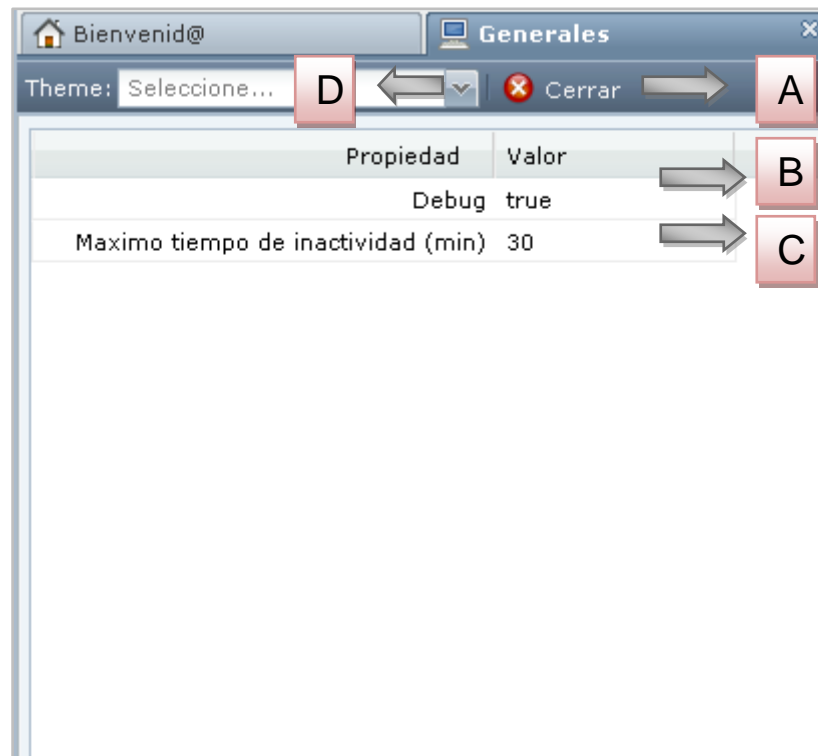 Bienvenid@ Generales
Theme: Seleccione... D Cerrar A
Propiedad Valor B
Debug true
Maximo tiempo de inactividad (min) 30 C